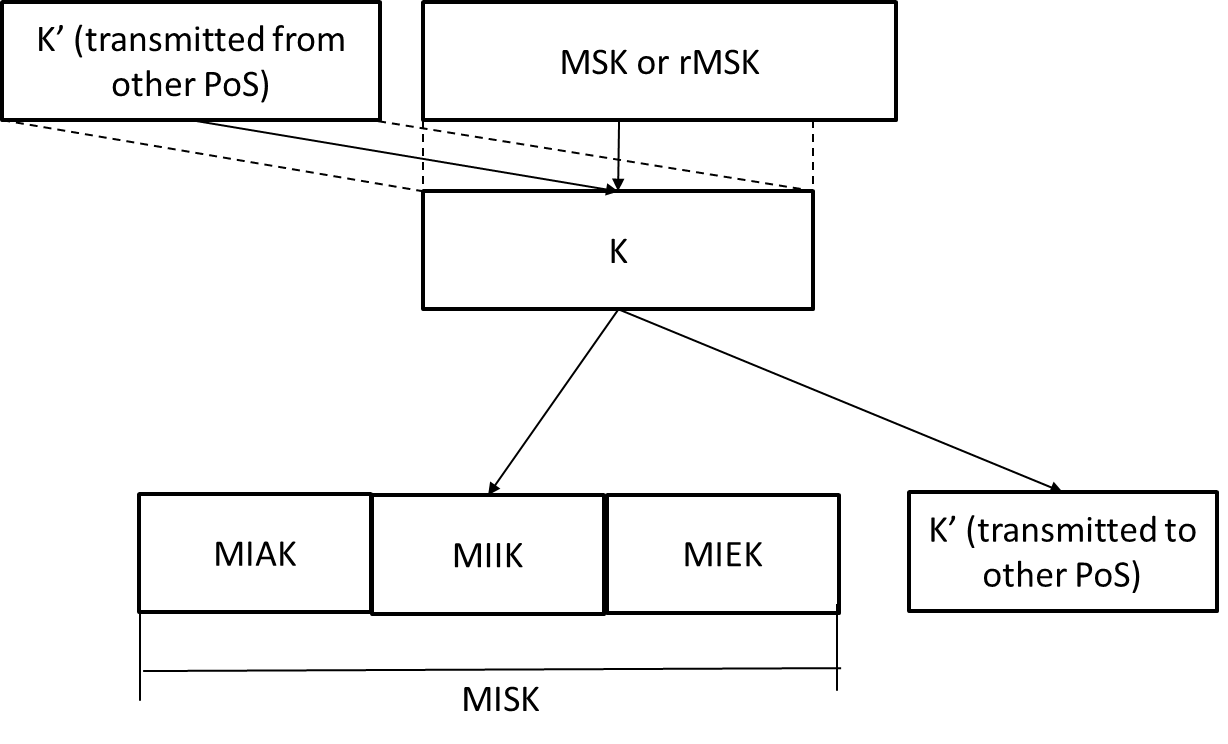 K’ (transmitted from
other PoS)
MSK or rMSK
K
MIAK
MIIK
MIEK
K’ (transmitted to
other PoS)
MISK